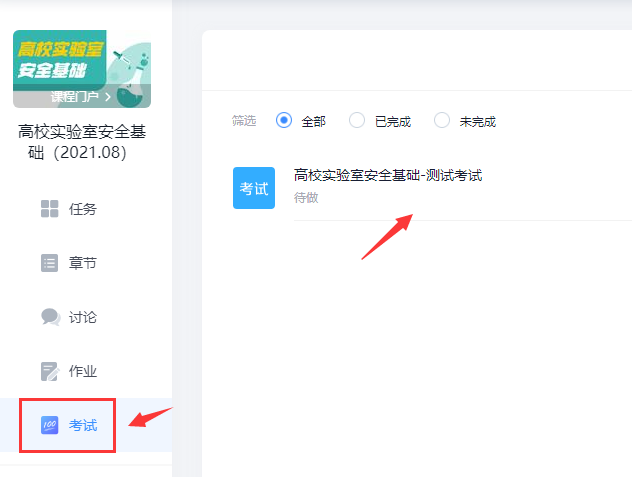 高校实验室
安全基础
课程门户 >
高校实验室安全基
础（2021.08）
任务
章节
讨论
作业
100
考试
筛选 全部 已完成 未完成
考试
高校实验室安全基础-测试考试
待做